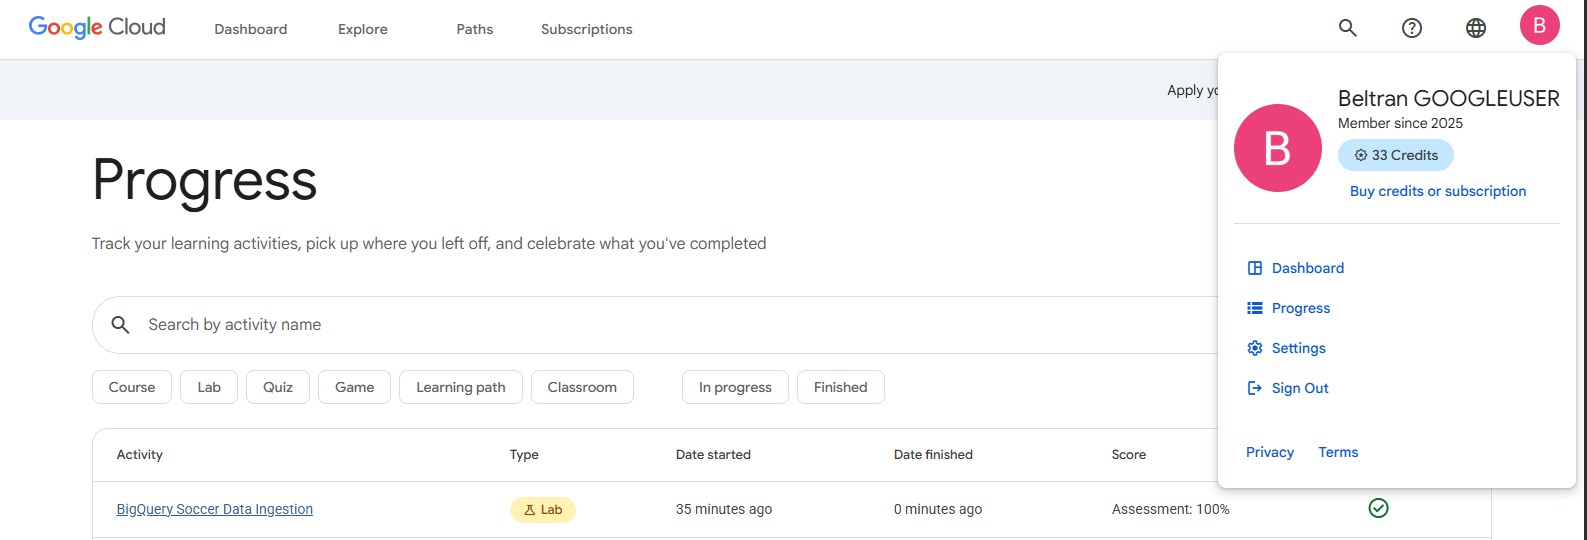 Google Cloud Dashboard Explore Paths Subscriptions B
Apply yo
Beltran GOOGLEUSER
Member since 2025
B
33 Credits
Buy credits or subscription
Dashboard
Progress
Settings
Sign Out
Privacy Terms
Progress
Track your learning activities, pick up where you left off, and celebrate what you've completed
Search by activity name
Course Lab Quiz Game Learning path Classroom In progress Finished
Activity Type Date started Date finished Score
BigQuery Soccer Data Ingestion Lab 35 minutes ago 0 minutes ago Assessment: 100%